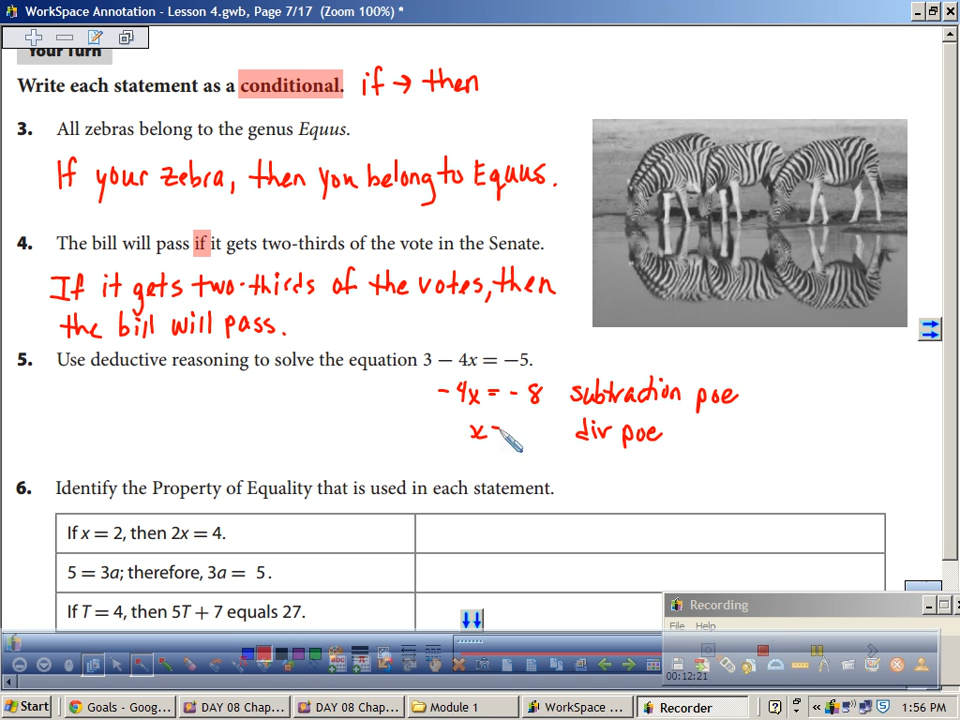 WorkSpace Annotation - Lesson 4.gwb, Page 7/17 (Zoom 100%) *
Your Turn
Write each statement as a conditional. if → then
3. All zebras belong to the genus Equus.
If your zebra, then you belong to Equus.
4. The bill will pass if it gets two-thirds of the vote in the Senate.
If it gets two-thirds of the votes, then
the bill will pass.
5. Use deductive reasoning to solve the equation 3 − 4x = −5.
-4x = -8 subtraction poe
x = div poe
6. Identify the Property of Equality that is used in each statement.
If x = 2, then 2x = 4.
5 = 3a; therefore, 3a = 5.
If T = 4, then 5T + 7 equals 27.
Recording
File Help
00:12:21
Start
Goals - Goog...
DAY 08 Chap...
DAY 08 Chap...
Module 1
WorkSpace ...
Recorder
1:56 PM